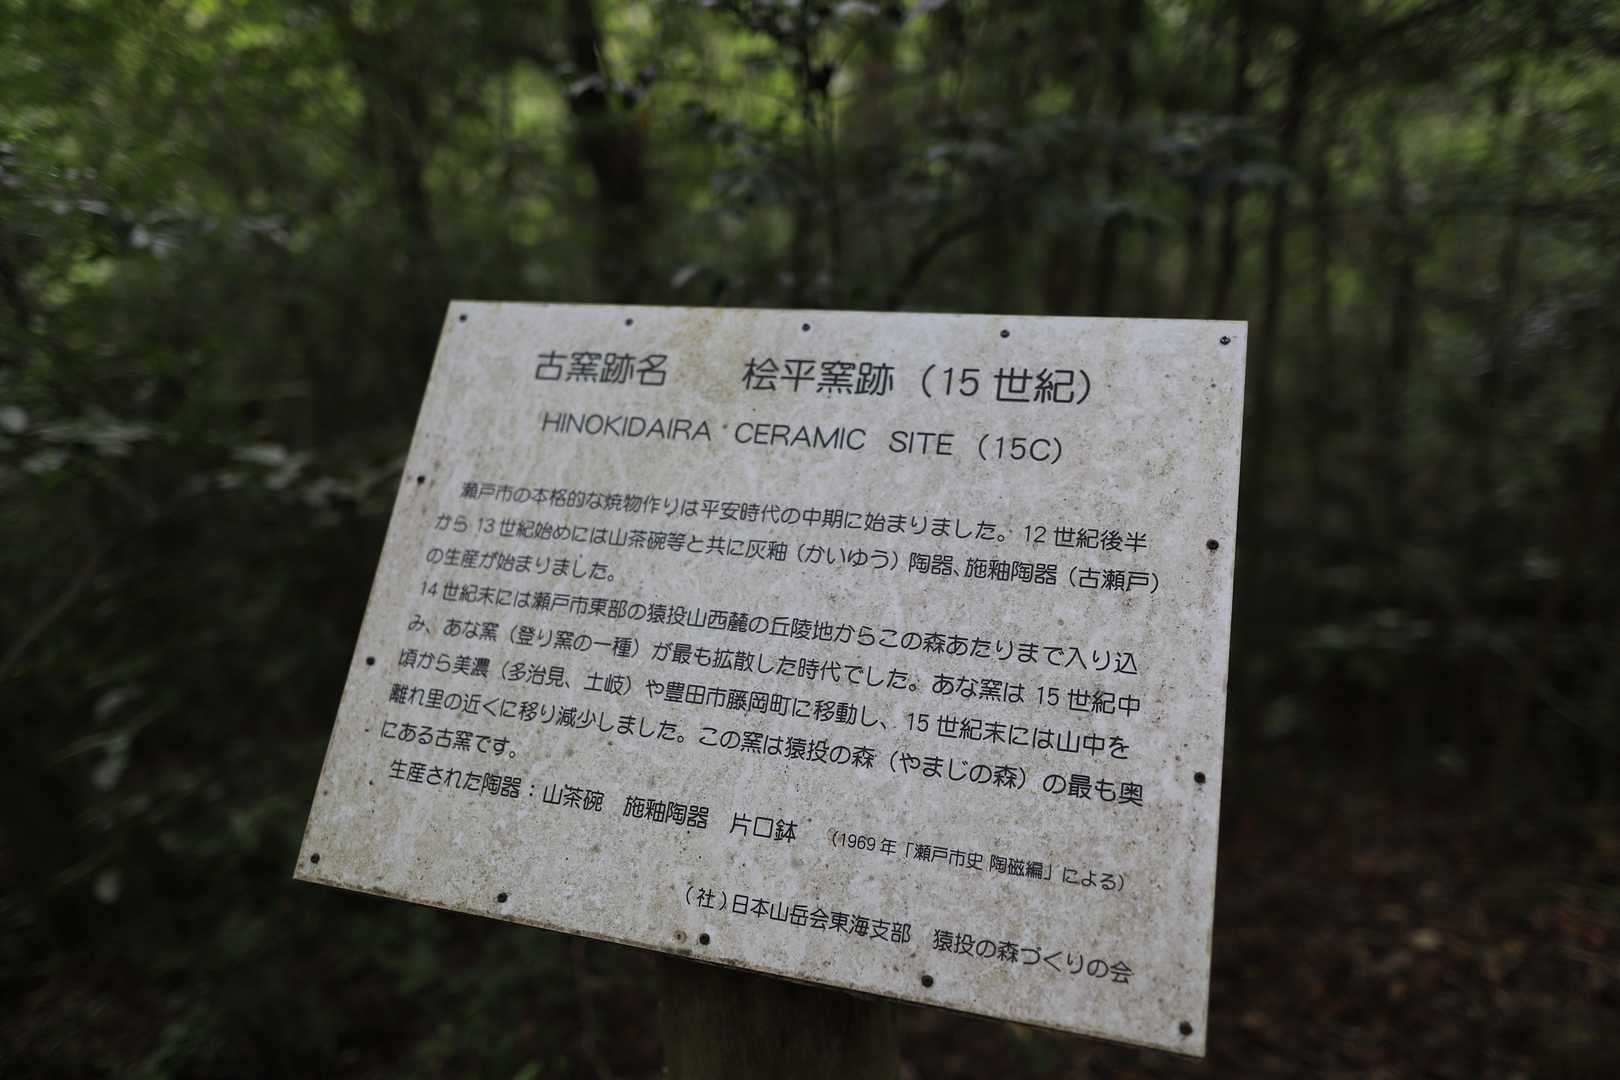 古窯跡名 桧平窯跡（15 世紀）
HINOKIDAIRA CERAMIC SITE (15C)
瀬戸市の本格的な焼物作りは平安時代の中期に始まりました。12 世紀後半
から 13 世紀始めには山茶碗等と共に灰釉（かいゆう）陶器、施釉陶器（古瀬戸）
の生産が始まりました。
14 世紀末には瀬戸市東部の猿投山西麓の丘陵地からこの森あたりまで入り込
み、あな窯（登り窯の一種）が最も拡散した時代でした。あな窯は 15 世紀中
頃から美濃（多治見、土岐）や豊田市藤岡町に移動し、15 世紀末には山中を
離れ里の近くに移り減少しました。この窯は猿投の森（やまじの森）の最も奥
にある古窯です。
生産された陶器：山茶碗 施釉陶器 片口鉢 （1969 年「瀬戸市史 陶磁編」による）
（社）日本山岳会東海支部 猿投の森づくりの会